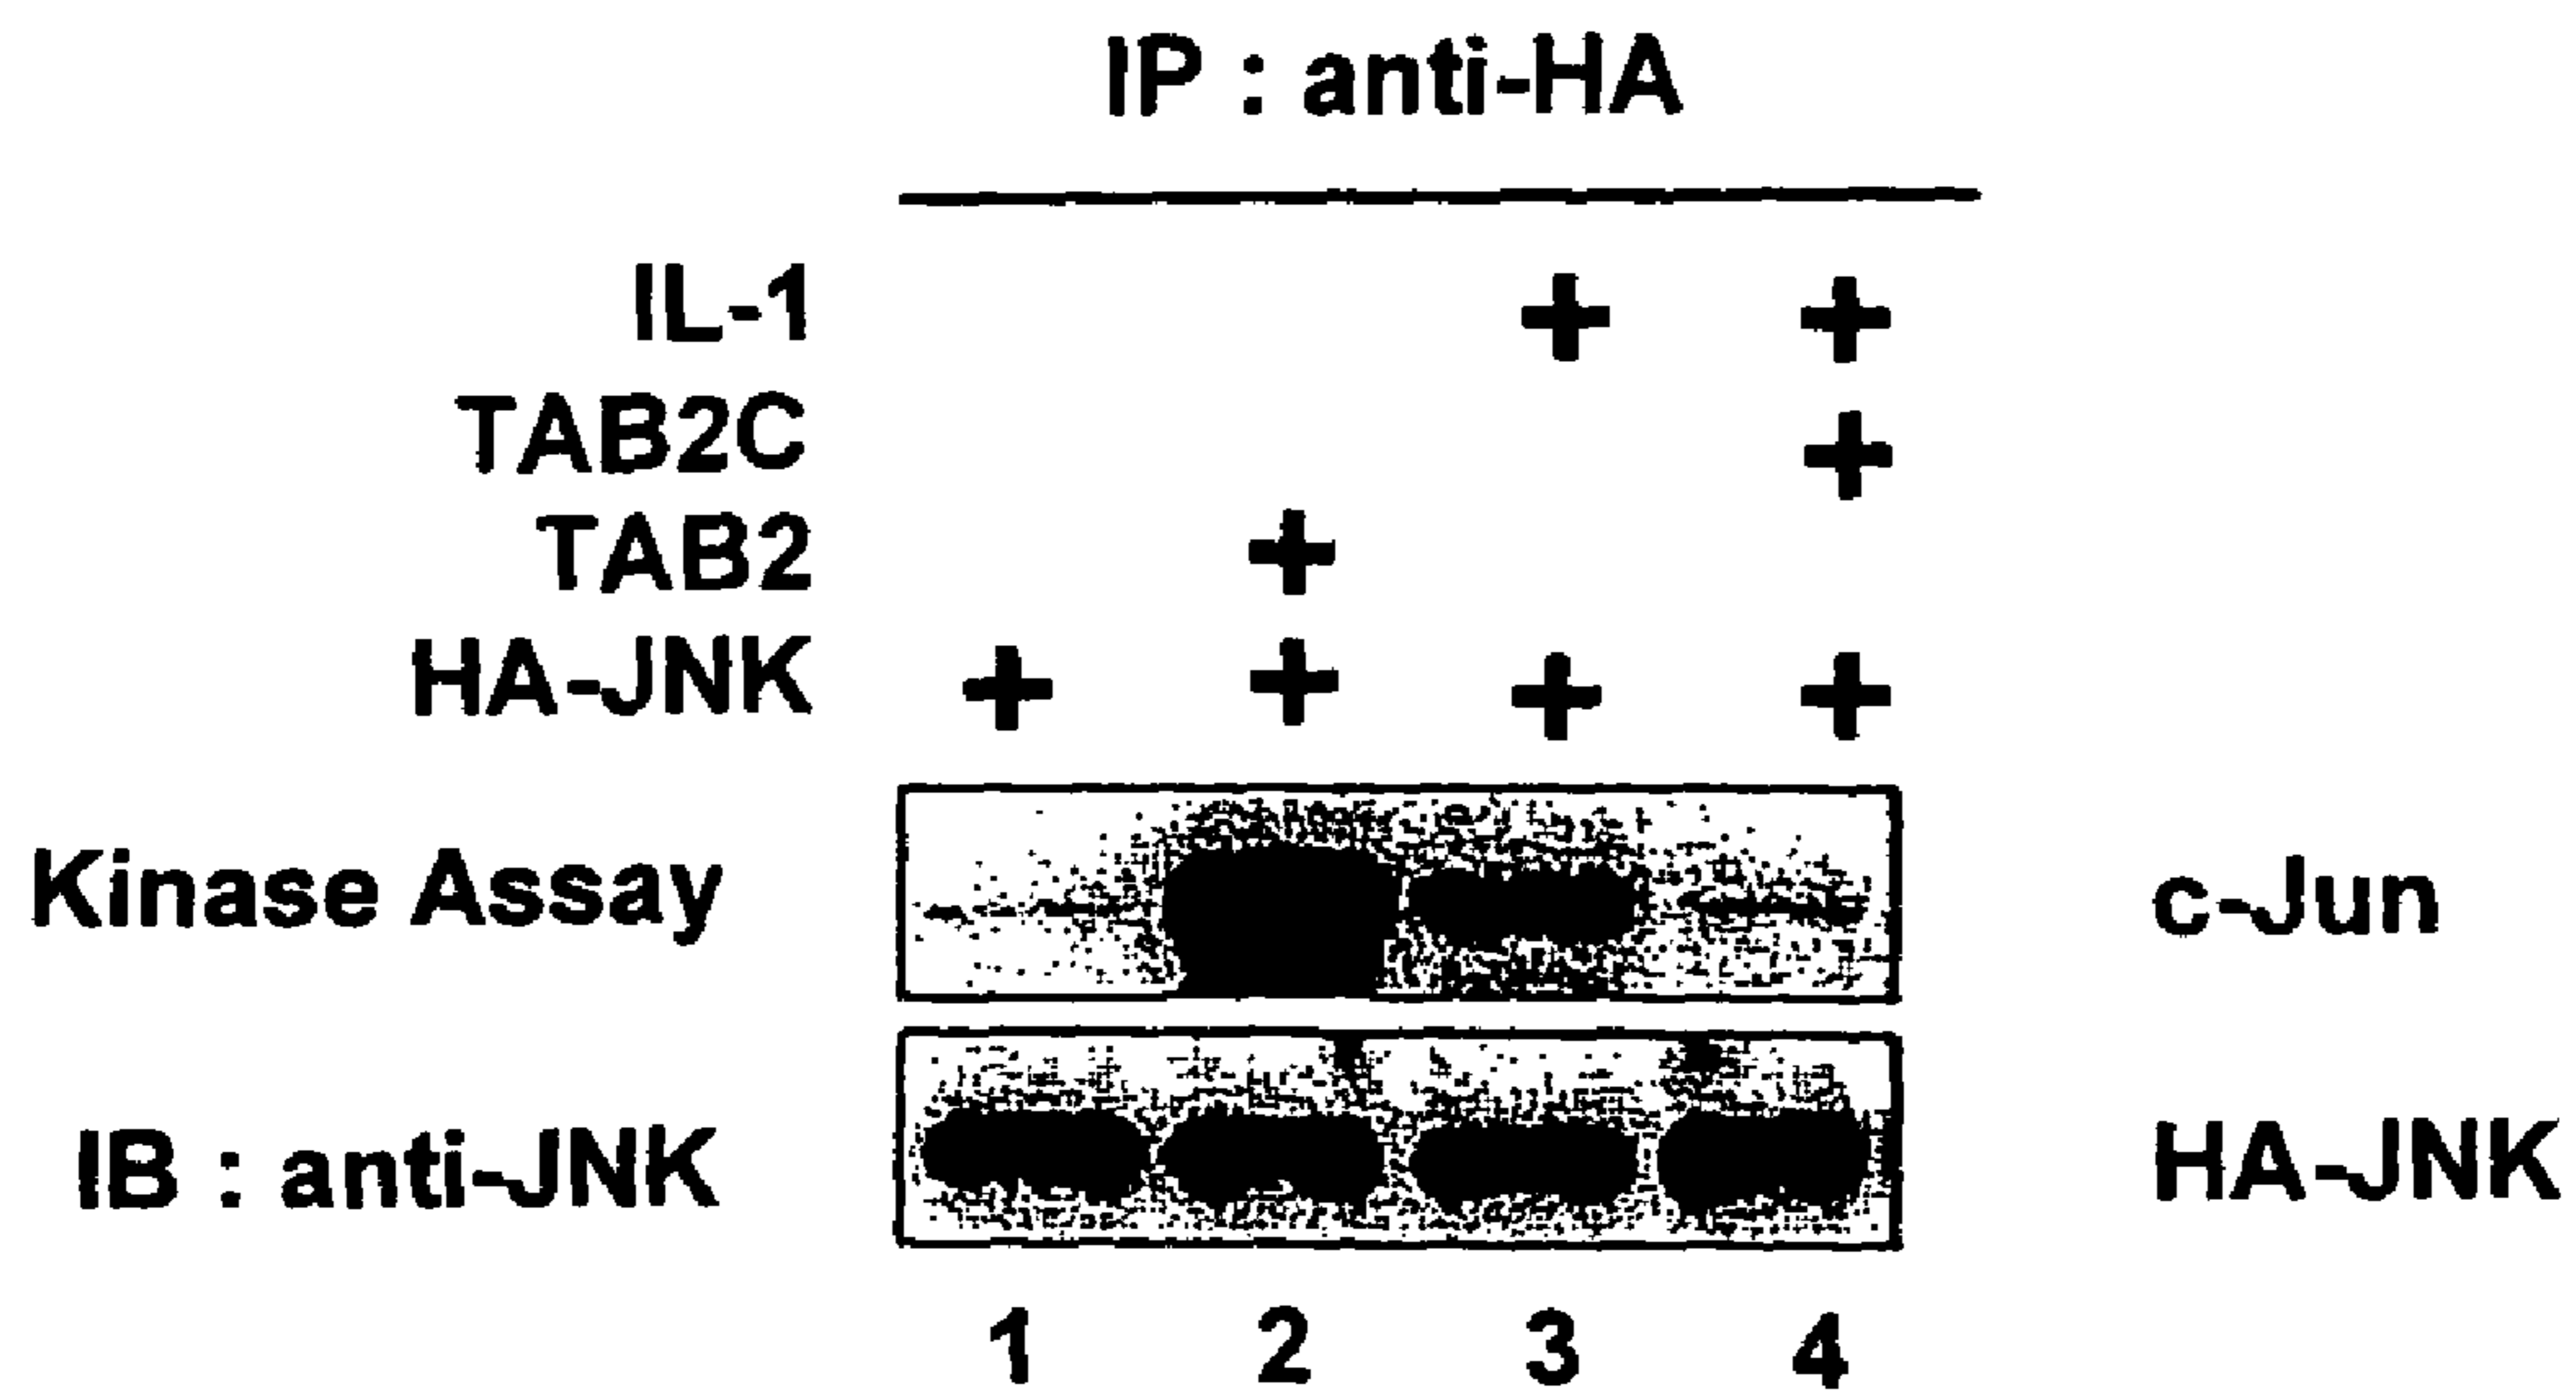 IP : anti-HA
IL-1 + +
TAB2C +
TAB2 +
HA-JNK + + + +
Kinase Assay c-Jun
IB : anti-JNK HA-JNK
1 2 3 4